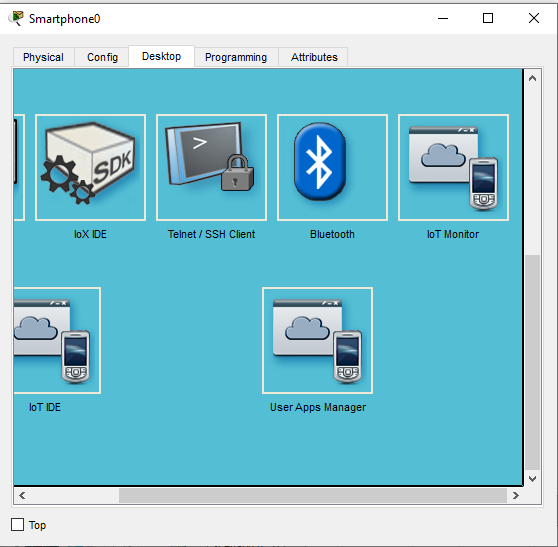 Smartphone0
Physical Config Desktop Programming Attributes
SDK
IoX IDE Telnet / SSH Client Bluetooth IoT Monitor
IoT IDE User Apps Manager
Top